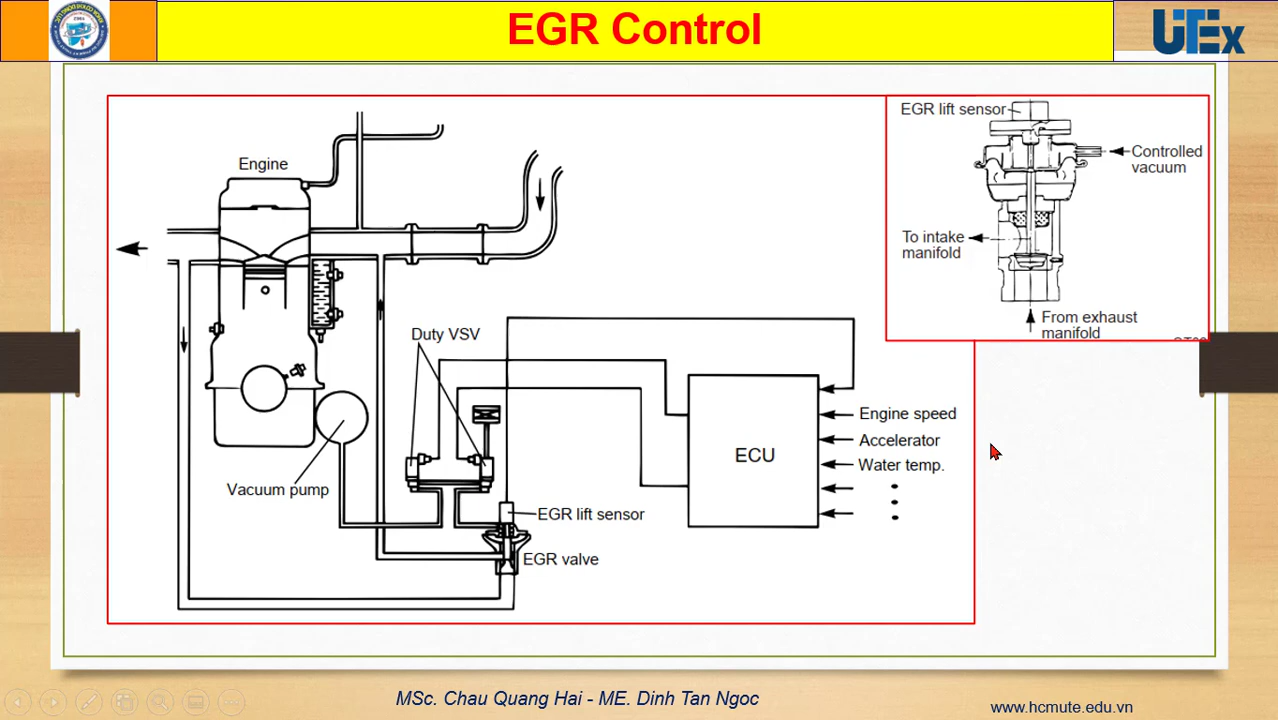 EGR Control
UTEx
EGR lift sensor
Controlled
vacuum
To intake
manifold
From exhaust
manifold
Engine
Duty VSV
Vacuum pump
EGR lift sensor
EGR valve
ECU
Engine speed
Accelerator
Water temp.
MSc. Chau Quang Hai - ME. Dinh Tan Ngoc
www.hcmute.edu.vn